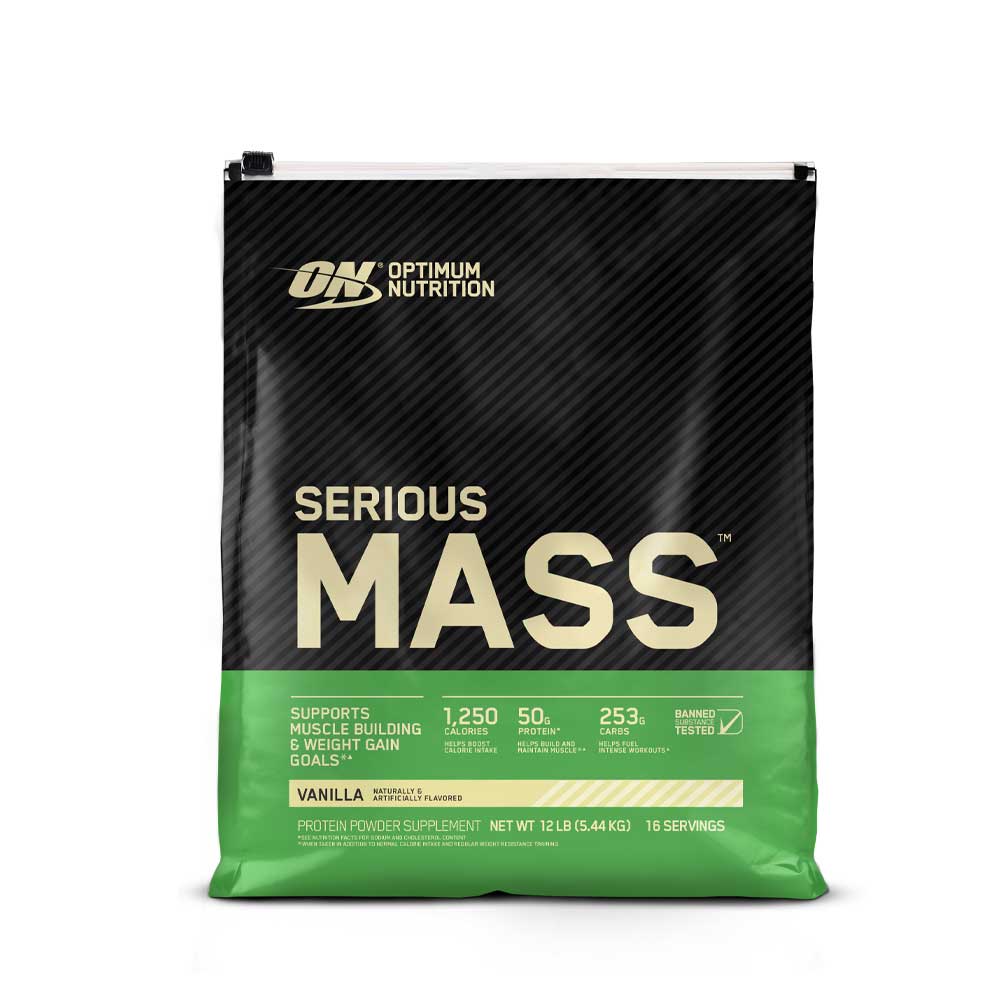 ON® OPTIMUM
NUTRITION
SERIOUS
MASS™
SUPPORTS
MUSCLE BUILDING
& WEIGHT GAIN
GOALS*▲
1,250
CALORIES
HELPS BOOST
CALORIE INTAKE
50G
PROTEIN*
HELPS BUILD AND
MAINTAIN MUSCLE*▲
253G
CARBS
HELPS FUEL
INTENSE WORKOUTS*
BANNED
SUBSTANCE
TESTED
VANILLA
NATURALLY &
ARTIFICIALLY FLAVORED
PROTEIN POWDER SUPPLEMENT NET WT 12 LB (5.44 KG) 16 SERVINGS
*SEE NUTRITION FACTS FOR SODIUM AND CHOLESTEROL CONTENT
▲WHEN TAKEN IN ADDITION TO NORMAL CALORIE INTAKE AND REGULAR WEIGHT RESISTANCE TRAINING